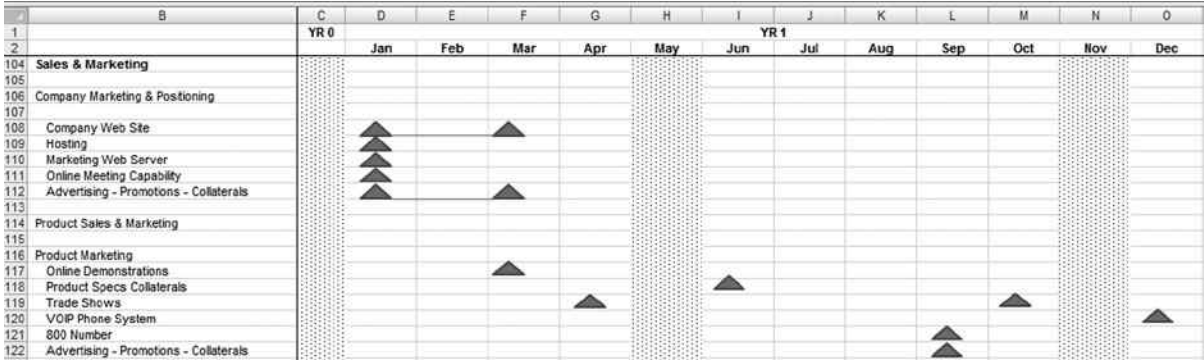 B C D E F G H I J K L M N O
1 YR 0 YR 1
2 Jan Feb Mar Apr May Jun Jul Aug Sep Oct Nov Dec
104 Sales & Marketing
105
106 Company Marketing & Positioning
107
108 Company Web Site
109 Hosting
110 Marketing Web Server
111 Online Meeting Capability
112 Advertising - Promotions - Collaterals
113
114 Product Sales & Marketing
115
116 Product Marketing
117 Online Demonstrations
118 Product Specs Collaterals
119 Trade Shows
120 VOIP Phone System
121 800 Number
122 Advertising - Promotions - Collaterals